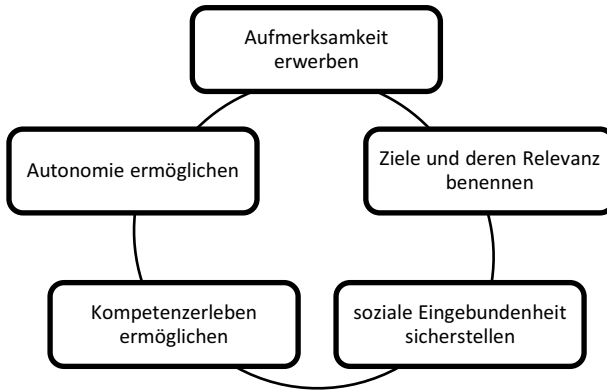 Aufmerksamkeit
erwerben
Autonomie ermöglichen
Ziele und deren Relevanz
benennen
Kompetenzerleben
ermöglichen
soziale Eingebundenheit
sicherstellen